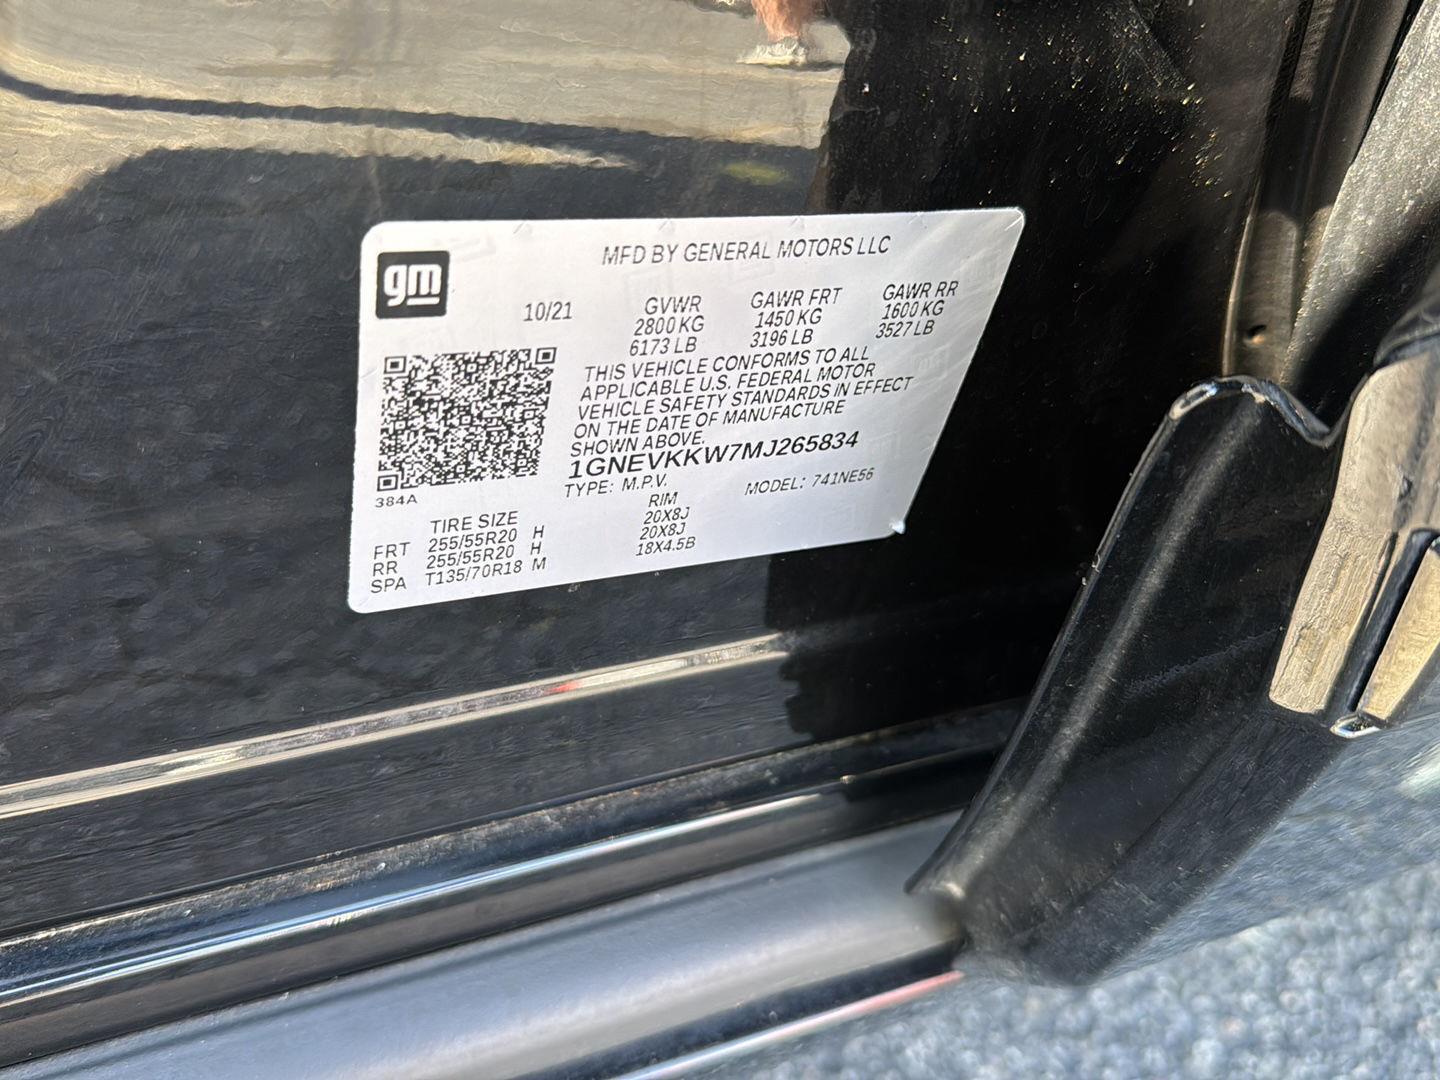 MFD BY GENERAL MOTORS LLC
gm
10/21
GVWR GAWR FRT GAWR RR
2800 KG 1450 KG 1600 KG
6173 LB 3196 LB 3527 LB
THIS VEHICLE CONFORMS TO ALL
APPLICABLE U.S. FEDERAL MOTOR
VEHICLE SAFETY STANDARDS IN EFFECT
ON THE DATE OF MANUFACTURE
SHOWN ABOVE.
1GNEVKKW7MJ265834
TYPE: M.P.V. MODEL: 741NE56
384A
TIRE SIZE RIM
FRT 255/55R20 H 20X8J
RR 255/55R20 H 20X8J
SPA T135/70R18 M 18X4.5B